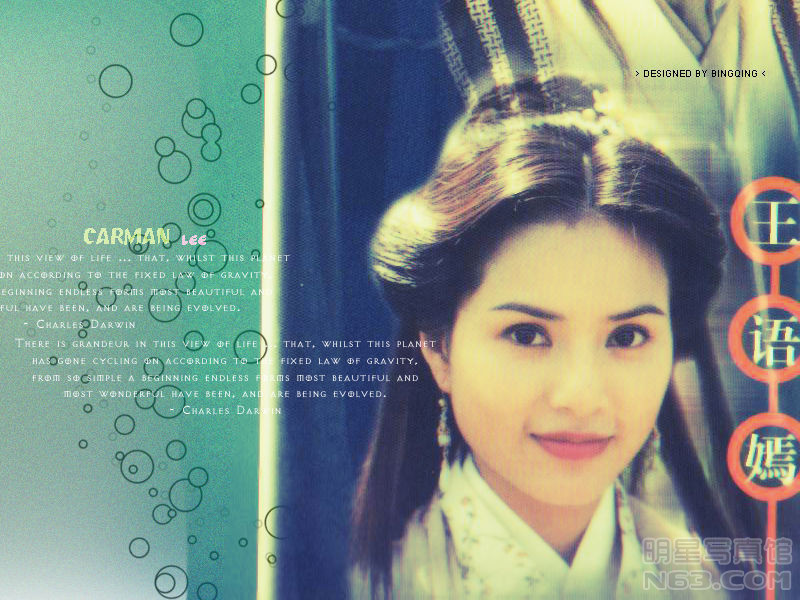 > DESIGNED BY BINGQING <
CARMAN LEE
THIS VIEW OF LIFE ... THAT, WHILST THIS PLANET
ON ACCORDING TO THE FIXED LAW OF GRAVITY,
EGINNING ENDLESS FORMS MOST BEAUTIFUL AND
FUL HAVE BEEN, AND ARE BEING EVOLVED.
~ CHARLES DARWIN
THERE IS GRANDEUR IN THIS VIEW OF LIFE ... THAT, WHILST THIS PLANET
HAS GONE CYCLING ON ACCORDING TO THE FIXED LAW OF GRAVITY,
FROM SO SIMPLE A BEGINNING ENDLESS FORMS MOST BEAUTIFUL AND
MOST WONDERFUL HAVE BEEN, AND ARE BEING EVOLVED.
~ CHARLES DARWIN
王
语
嫣
明星写真馆
N63.COM